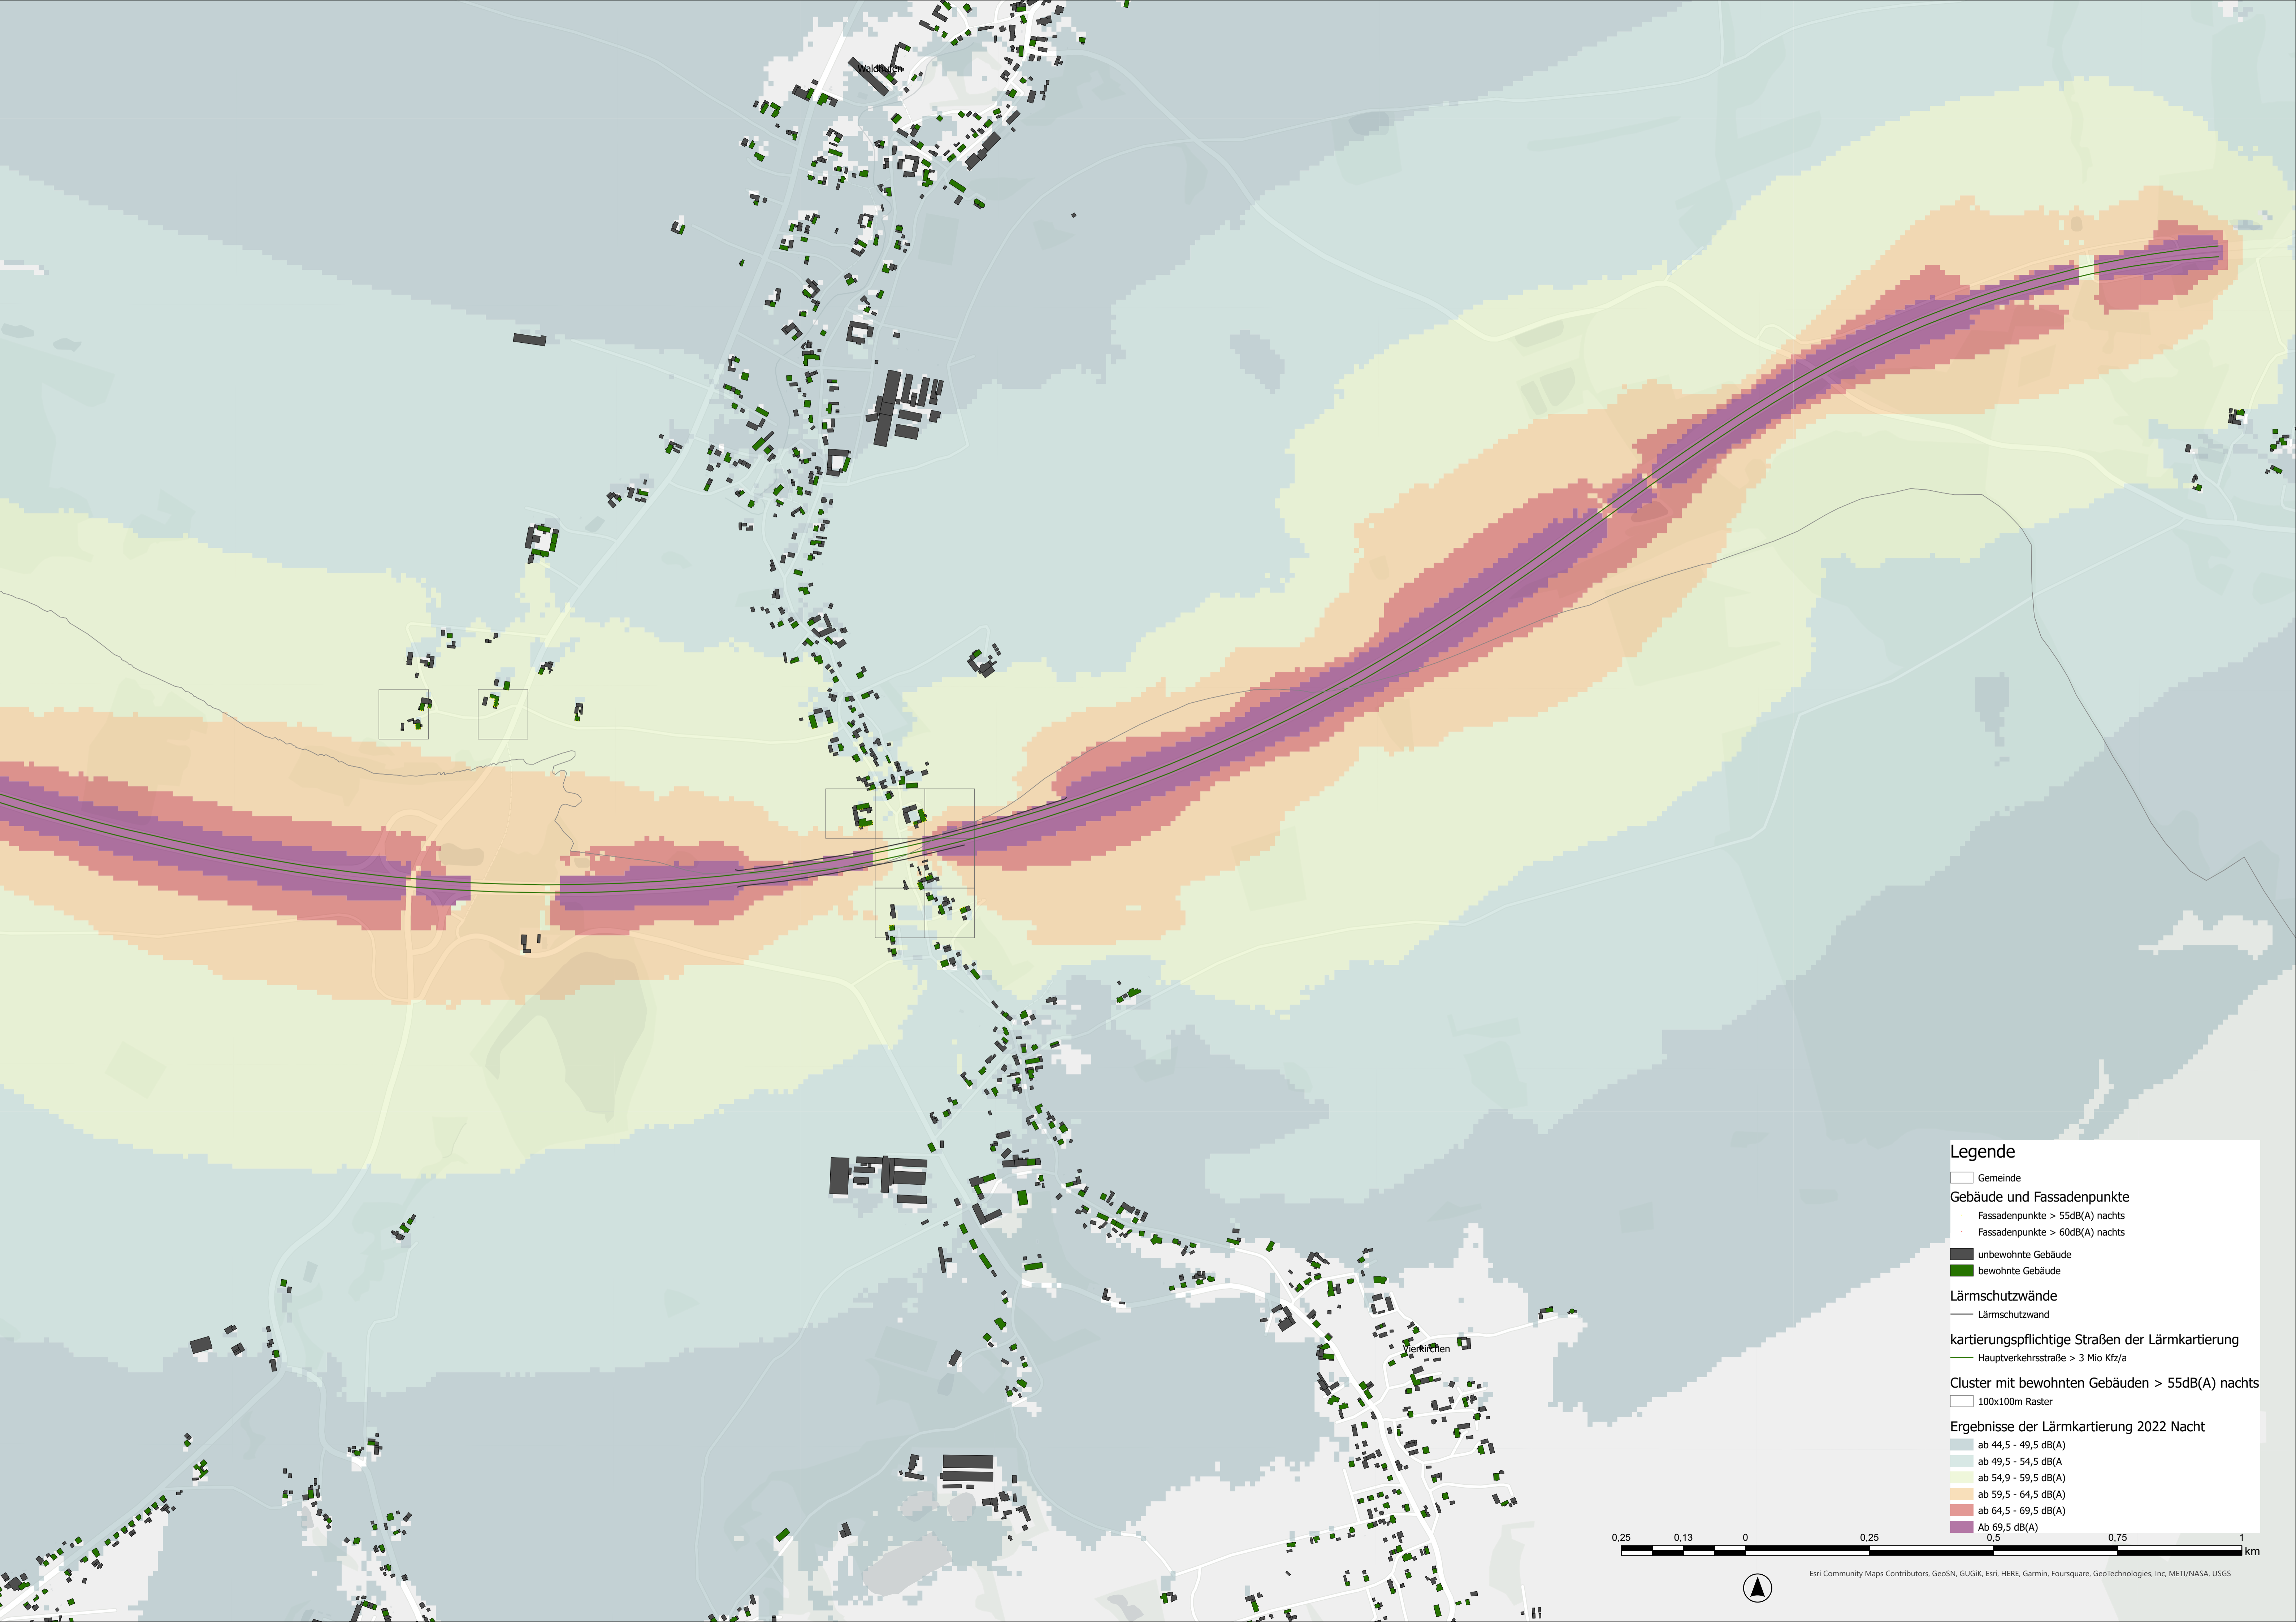 Waldhufen
Vierkirchen
Legende
Gemeinde
Gebäude und Fassadenpunkte
Fassadenpunkte > 55dB(A) nachts
Fassadenpunkte > 60dB(A) nachts
unbewohnte Gebäude
bewohnte Gebäude
Lärmschutzwände
Lärmschutzwand
kartierungspflichtige Straßen der Lärmkartierung
Hauptverkehrsstraße > 3 Mio Kfz/a
Cluster mit bewohnten Gebäuden > 55dB(A) nachts
100x100m Raster
Ergebnisse der Lärmkartierung 2022 Nacht
ab 44,5 - 49,5 dB(A)
ab 49,5 - 54,5 dB(A
ab 54,9 - 59,5 dB(A)
ab 59,5 - 64,5 dB(A)
ab 64,5 - 69,5 dB(A)
Ab 69,5 dB(A)
0,25 0,13 0 0,25 0,5 0,75 1
km
Esri Community Maps Contributors, GeoSN, GUGiK, Esri, HERE, Garmin, Foursquare, GeoTechnologies, Inc, METI/NASA, USGS